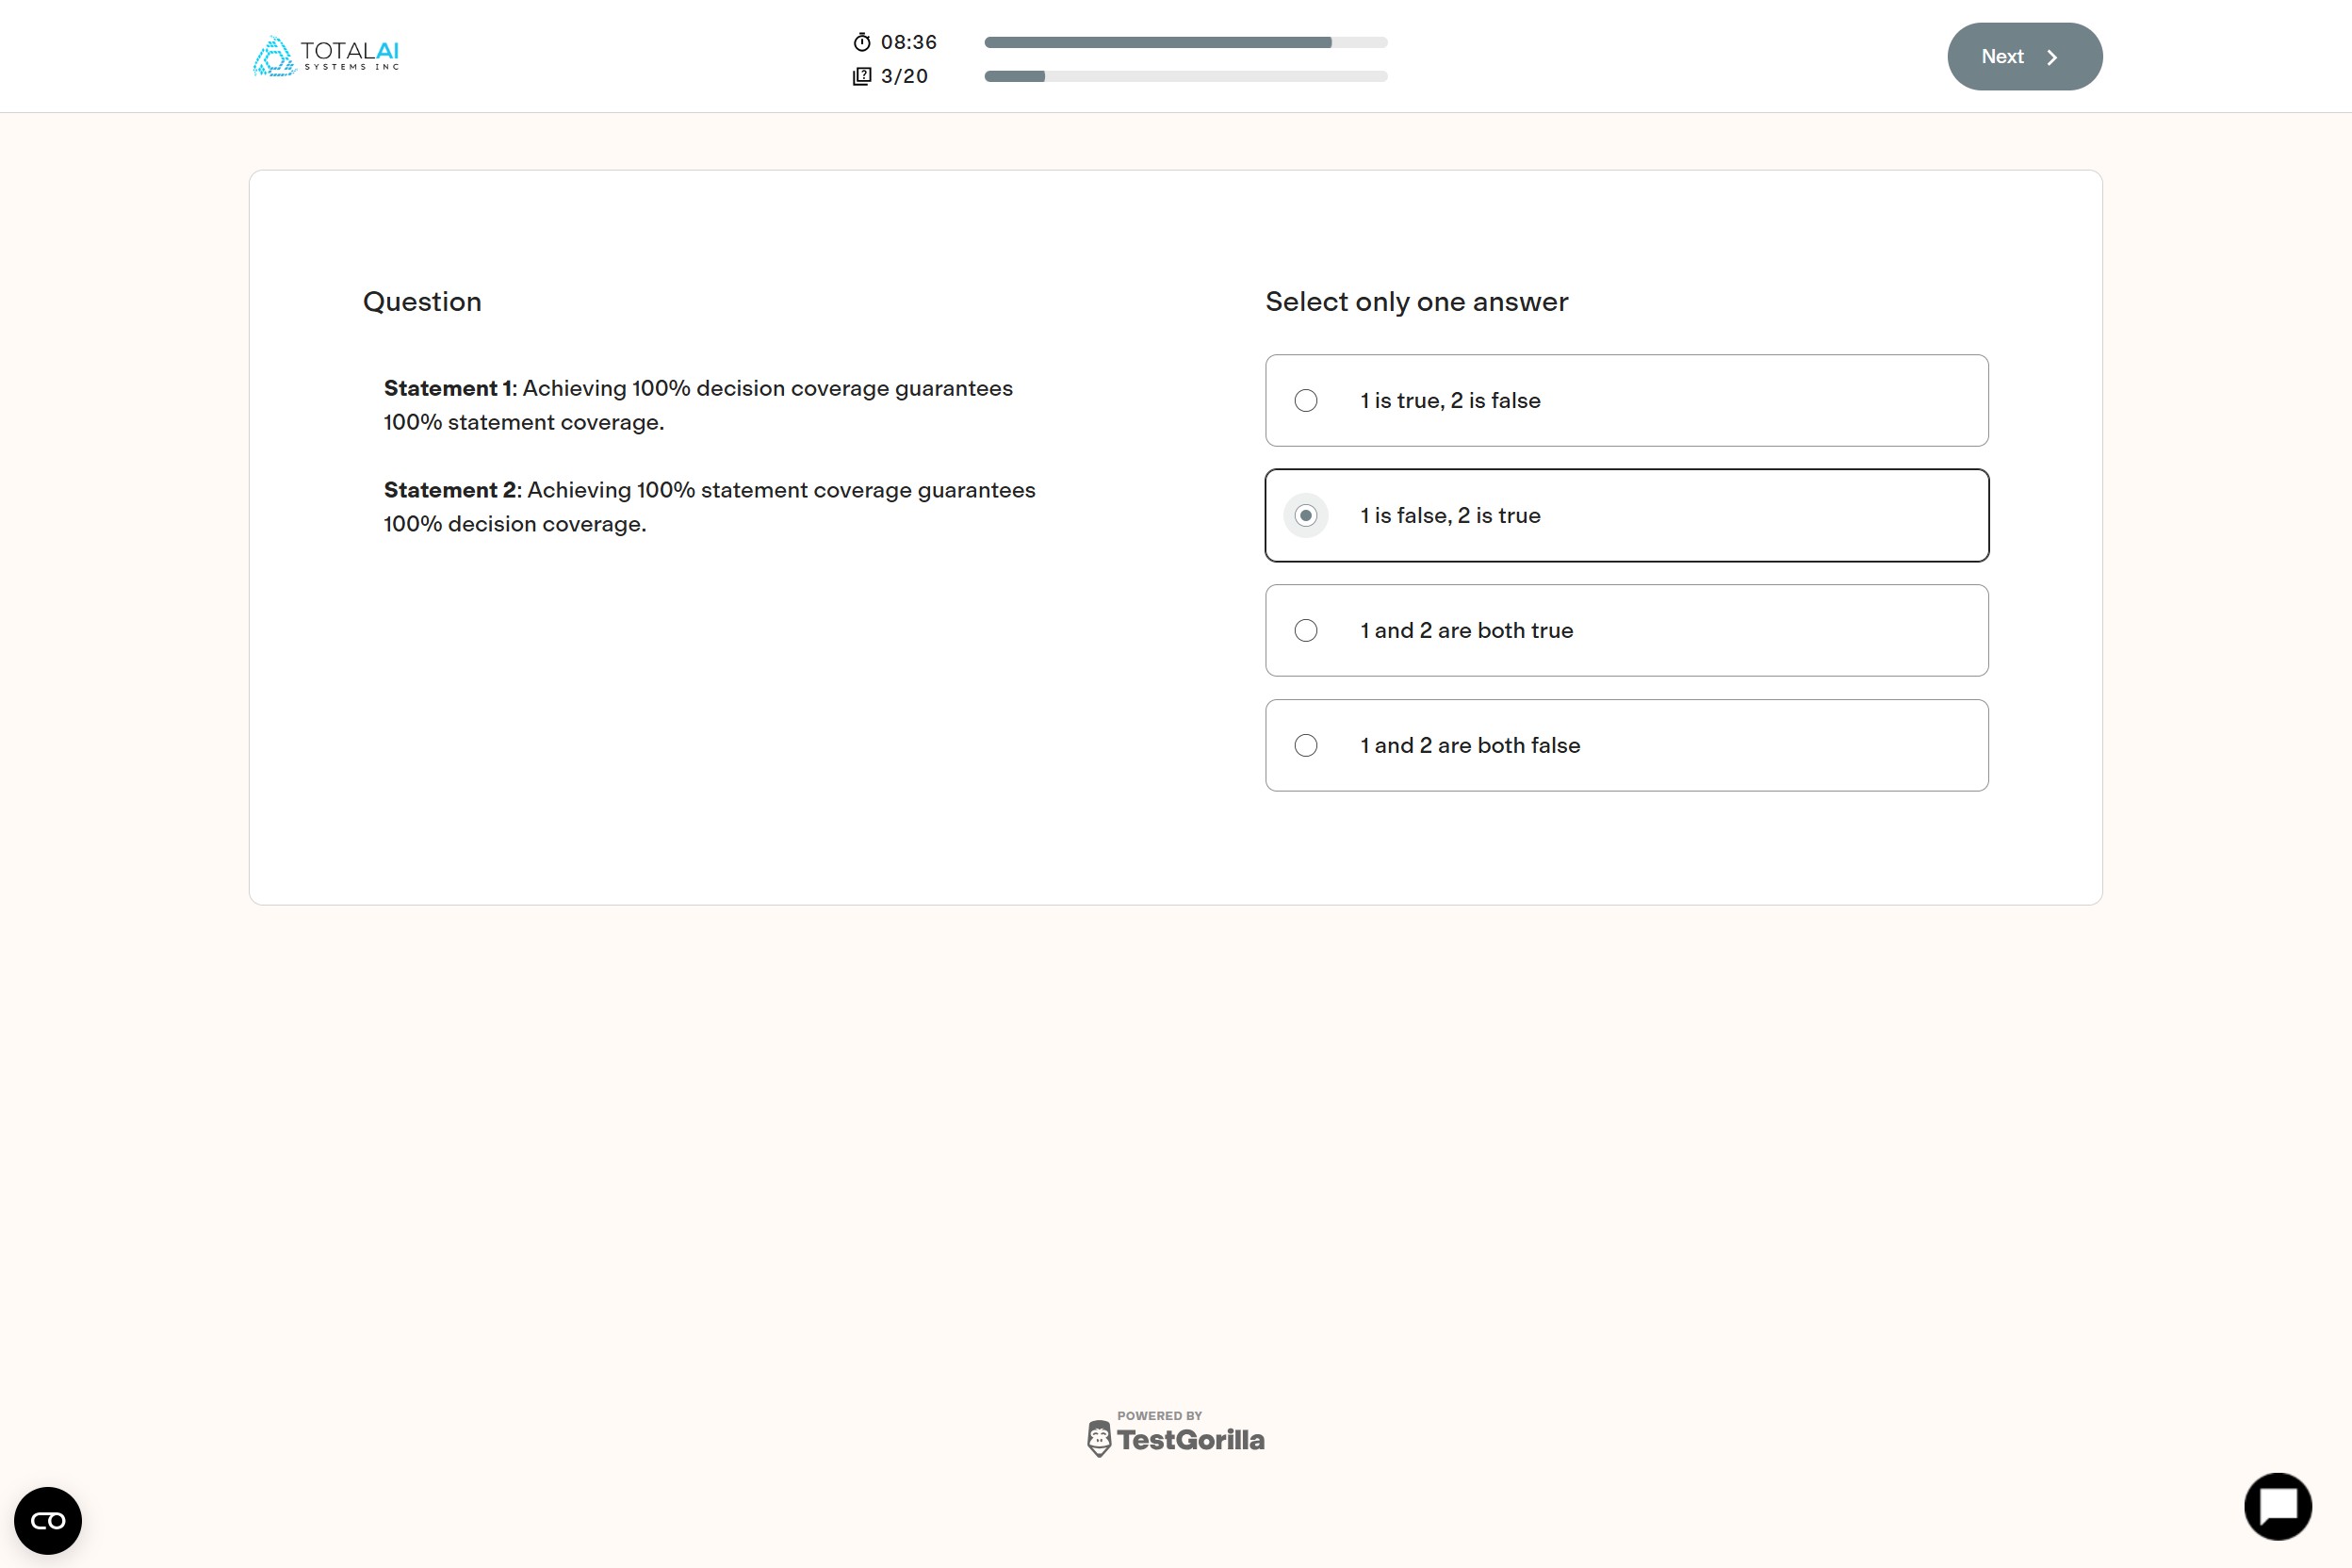 TOTALAI
SYSTEMS INC
08:36
3/20
Next
Question
Statement 1: Achieving 100% decision coverage guarantees
100% statement coverage.
Statement 2: Achieving 100% statement coverage guarantees
100% decision coverage.
Select only one answer
1 is true, 2 is false
1 is false, 2 is true
1 and 2 are both true
1 and 2 are both false
POWERED BY
TestGorilla